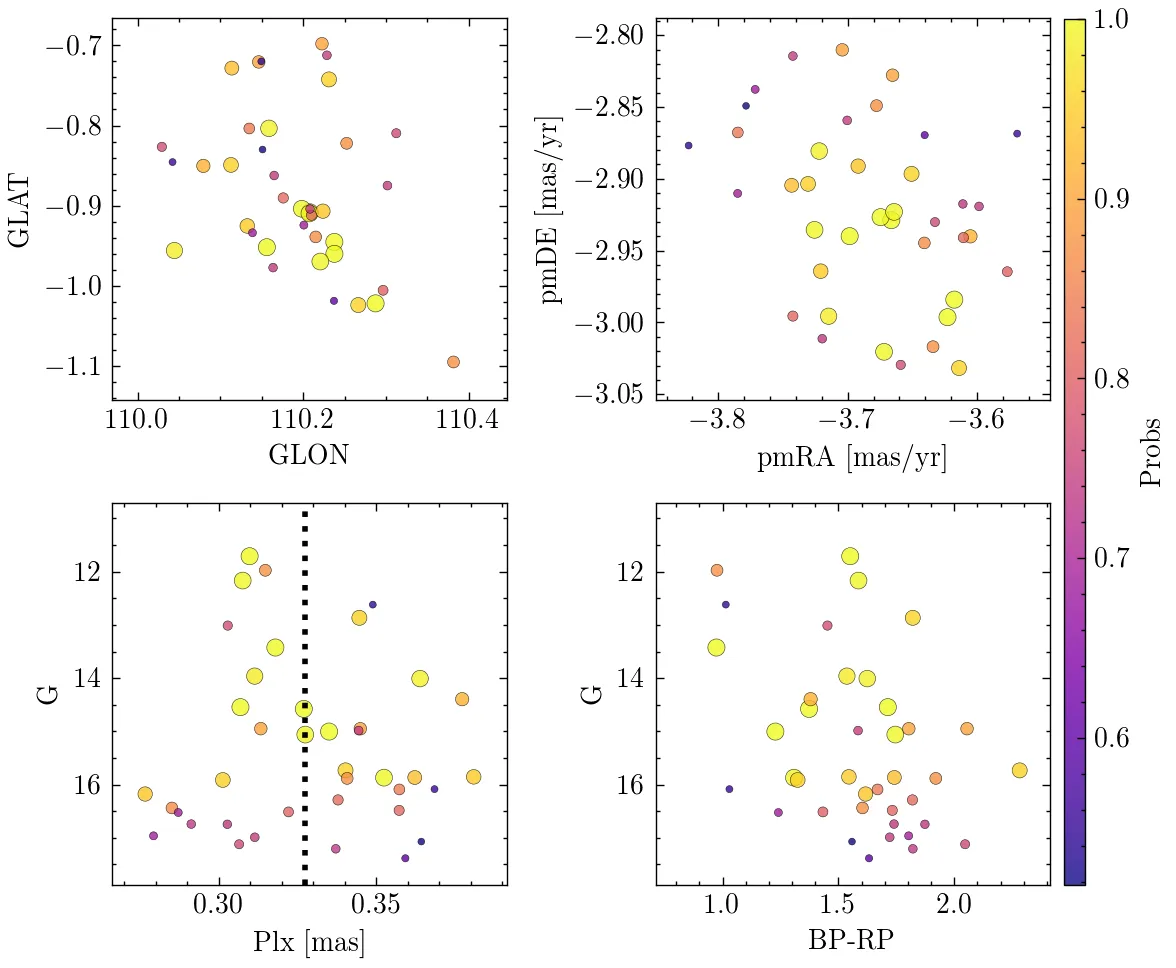 −0.7
−0.8
−0.9
−1.0
−1.1
GLAT
110.0 110.2 110.4
GLON
−2.80
−2.85
−2.90
−2.95
−3.00
−3.05
pmDE [mas/yr]
−3.8 −3.7 −3.6
pmRA [mas/yr]
12
14
16
G
0.30 0.35
Plx [mas]
12
14
16
G
1.0 1.5 2.0
BP-RP
1.0
0.9
0.8
0.7
0.6
Probs